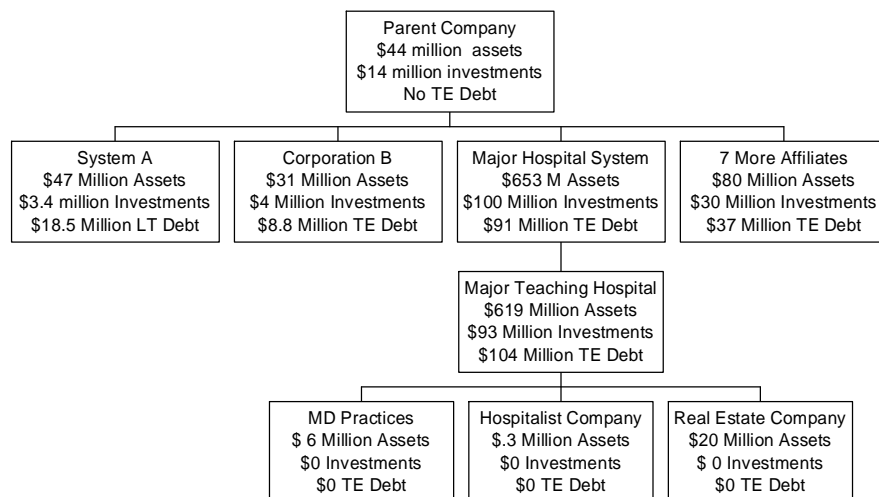 Parent Company
$44 million assets
$14 million investments
No TE Debt
System A
$47 Million Assets
$3.4 million Investments
$18.5 Million LT Debt
Corporation B
$31 Million Assets
$4 Million Investments
$8.8 Million TE Debt
Major Hospital System
$653 M Assets
$100 Million Investments
$91 Million TE Debt
7 More Affiliates
$80 Million Assets
$30 Million Investments
$37 Million TE Debt
Major Teaching Hospital
$619 Million Assets
$93 Million Investments
$104 Million TE Debt
MD Practices
$ 6 Million Assets
$0 Investments
$0 TE Debt
Hospitalist Company
$.3 Million Assets
$0 Investments
$0 TE Debt
Real Estate Company
$20 Million Assets
$ 0 Investments
$0 TE Debt